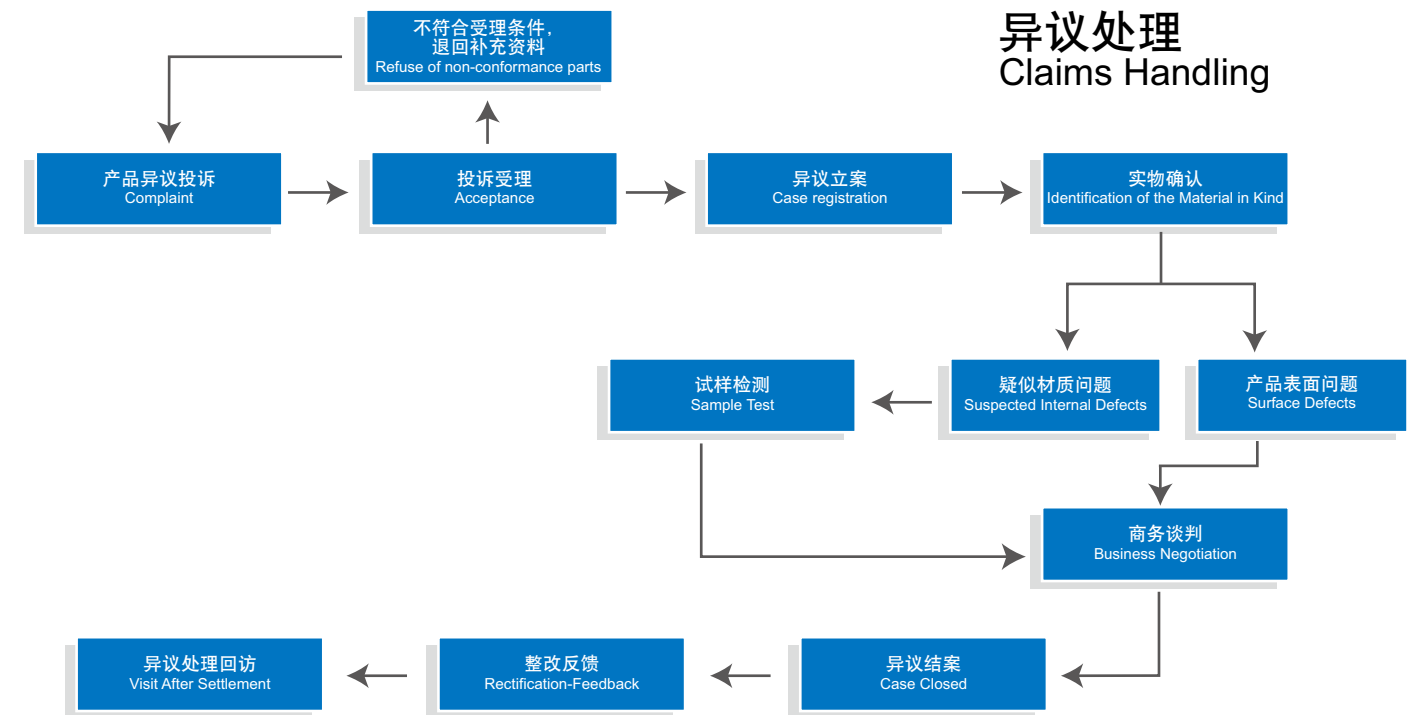 异议处理
Claims Handling
不符合受理条件，
退回补充资料
Refuse of non-conformance parts
产品异议投诉
Complaint
投诉受理
Acceptance
异议立案
Case registration
实物确认
Identification of the Material in Kind
试样检测
Sample Test
疑似材质问题
Suspected Internal Defects
产品表面问题
Surface Defects
商务谈判
Business Negotiation
异议处理回访
Visit After Settlement
整改反馈
Rectification-Feedback
异议结案
Case Closed